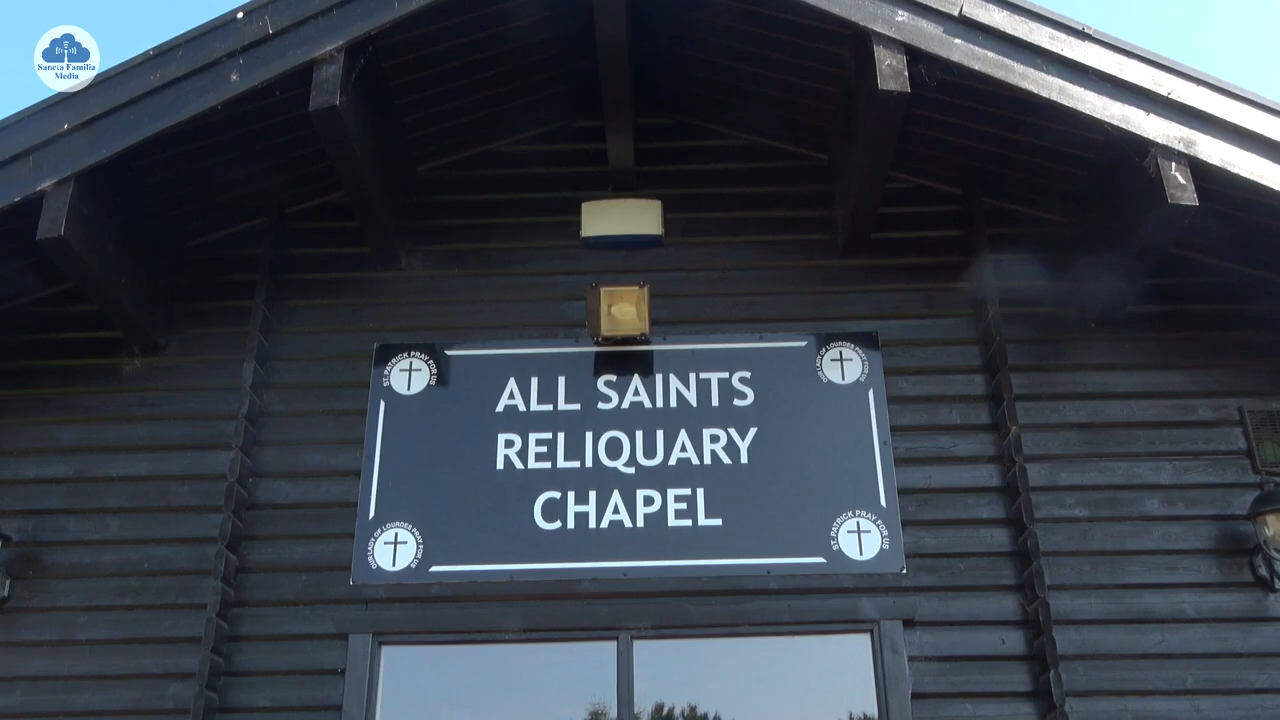 Sancta Familia
Media
ST. PATRICK PRAY FOR US
OUR LADY OF LOURDES PRAY FOR US
ALL SAINTS
RELIQUARY
CHAPEL
OUR LADY OF LOURDES PRAY FOR US
ST. PATRICK PRAY FOR US